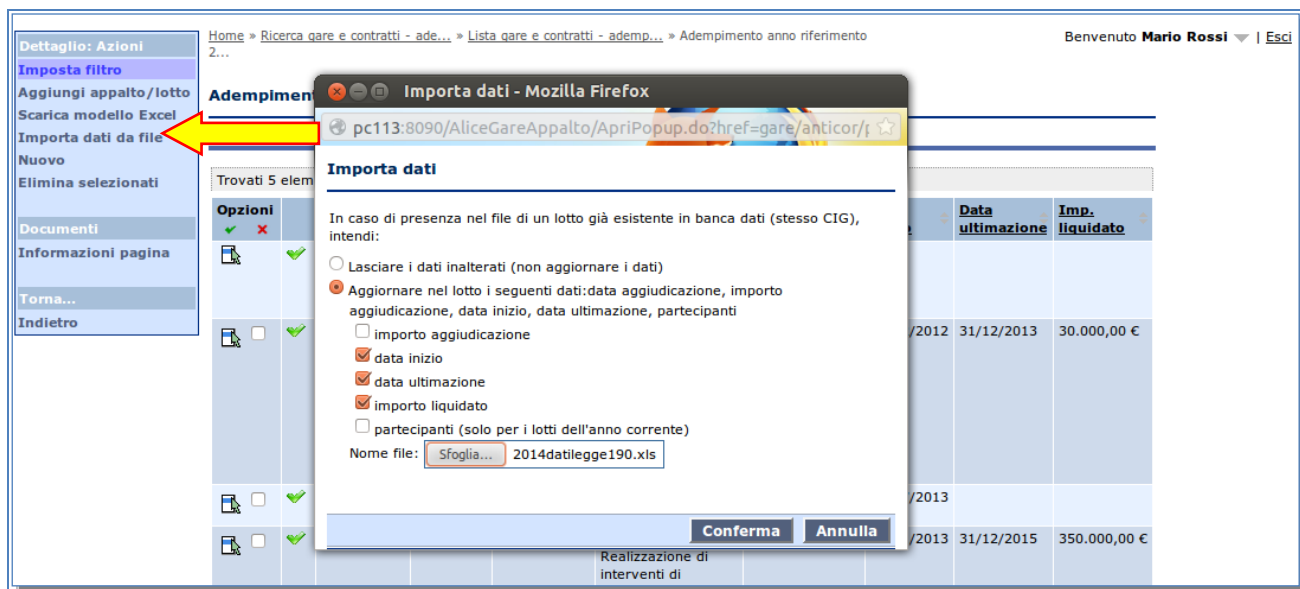 Dettaglio: Azioni
Imposta filtro
Aggiungi appalto/lotto
Scarica modello Excel
Importa dati da file
Nuovo
Elimina selezionati
Documenti
Informazioni pagina
Torna...
Indietro
Home » Ricerca gare e contratti - ade... » Lista gare e contratti - ademp... » Adempimento anno riferimento
2...
Benvenuto Mario Rossi | Esci
Trovati 5
Opzioni
Data
ultimazione
Imp.
liquidato
/2012 31/12/2013 30.000,00 €
/2013
/2013 31/12/2015 350.000,00 €
Realizzazione di
interventi di
Importa dati - Mozilla Firefox
pc113:8090/AliceGareAppalto/ApriPopup.do?href=gare/anticor/
Importa dati
In caso di presenza nel file di un lotto già esistente in banca dati (stesso CIG),
intendi:
Lasciare i dati inalterati (non aggiornare i dati)
Aggiornare nel lotto i seguenti dati:data aggiudicazione, importo
aggiudicazione, data inizio, data ultimazione, partecipanti
importo aggiudicazione
data inizio
data ultimazione
importo liquidato
partecipanti (solo per i lotti dell'anno corrente)
Nome file: Sfoglia... 2014datilegge190.xls
Conferma Annulla